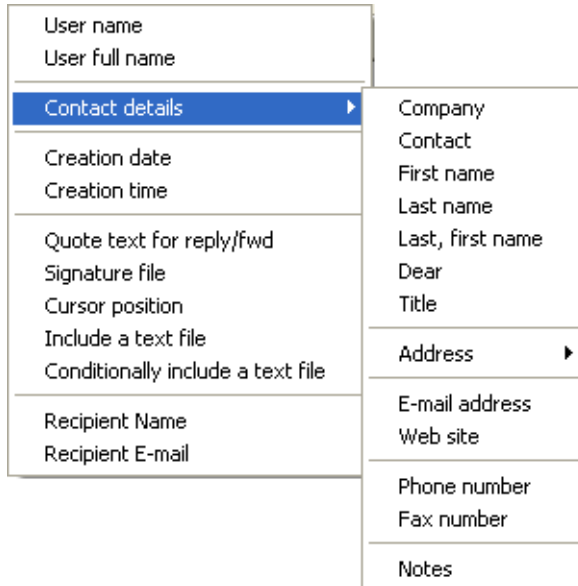 User name
User full name
Contact details
Creation date
Creation time
Quote text for reply/fwd
Signature file
Cursor position
Include a text file
Conditionally include a text file
Recipient Name
Recipient E-mail
Company
Contact
First name
Last name
Last, first name
Dear
Title
Address
E-mail address
Web site
Phone number
Fax number
Notes